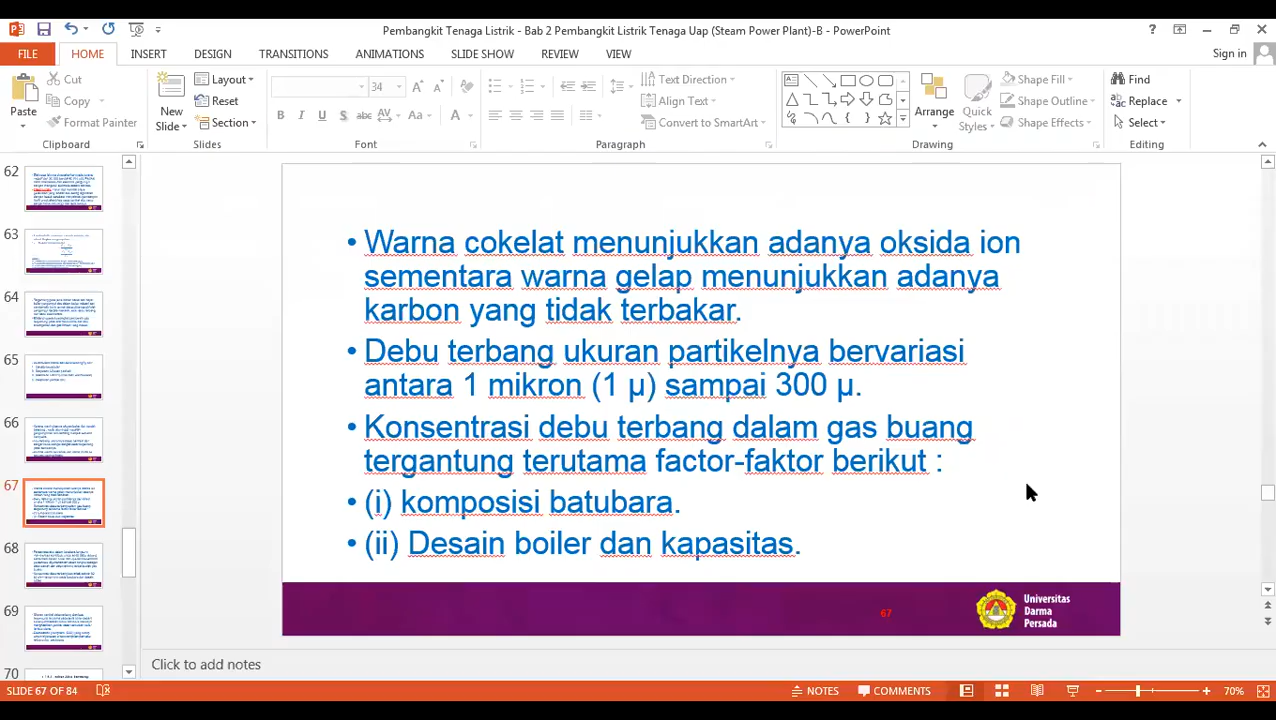 Pembangkit Tenaga Listrik - Bab 2 Pembangkit Listrik Tenaga Uap (Steam Power Plant)-B - PowerPoint
FILE HOME INSERT DESIGN TRANSITIONS ANIMATIONS SLIDE SHOW REVIEW VIEW Sign in
Paste
Cut
Copy
Format Painter
Clipboard
New Slide
Layout
Reset
Section
Slides
34
Font
Text Direction
Align Text
Convert to SmartArt
Paragraph
Arrange
Quick Styles
Shape Fill
Shape Outline
Shape Effects
Drawing
Find
Replace
Select
Editing
62
63
64
65
66
67
68
69
70
• Warna cokelat menunjukkan adanya oksida ion
sementara warna gelap menunjukkan adanya
karbon yang tidak terbakar.
• Debu terbang ukuran partikelnya bervariasi
antara 1 mikron (1 µ) sampai 300 µ.
• Konsentrasi debu terbang dalam gas buang
tergantung terutama factor-faktor berikut :
• (i) komposisi batubara.
• (ii) Desain boiler dan kapasitas.
67
Universitas
Darma
Persada
Click to add notes
SLIDE 67 OF 84 NOTES COMMENTS 70%